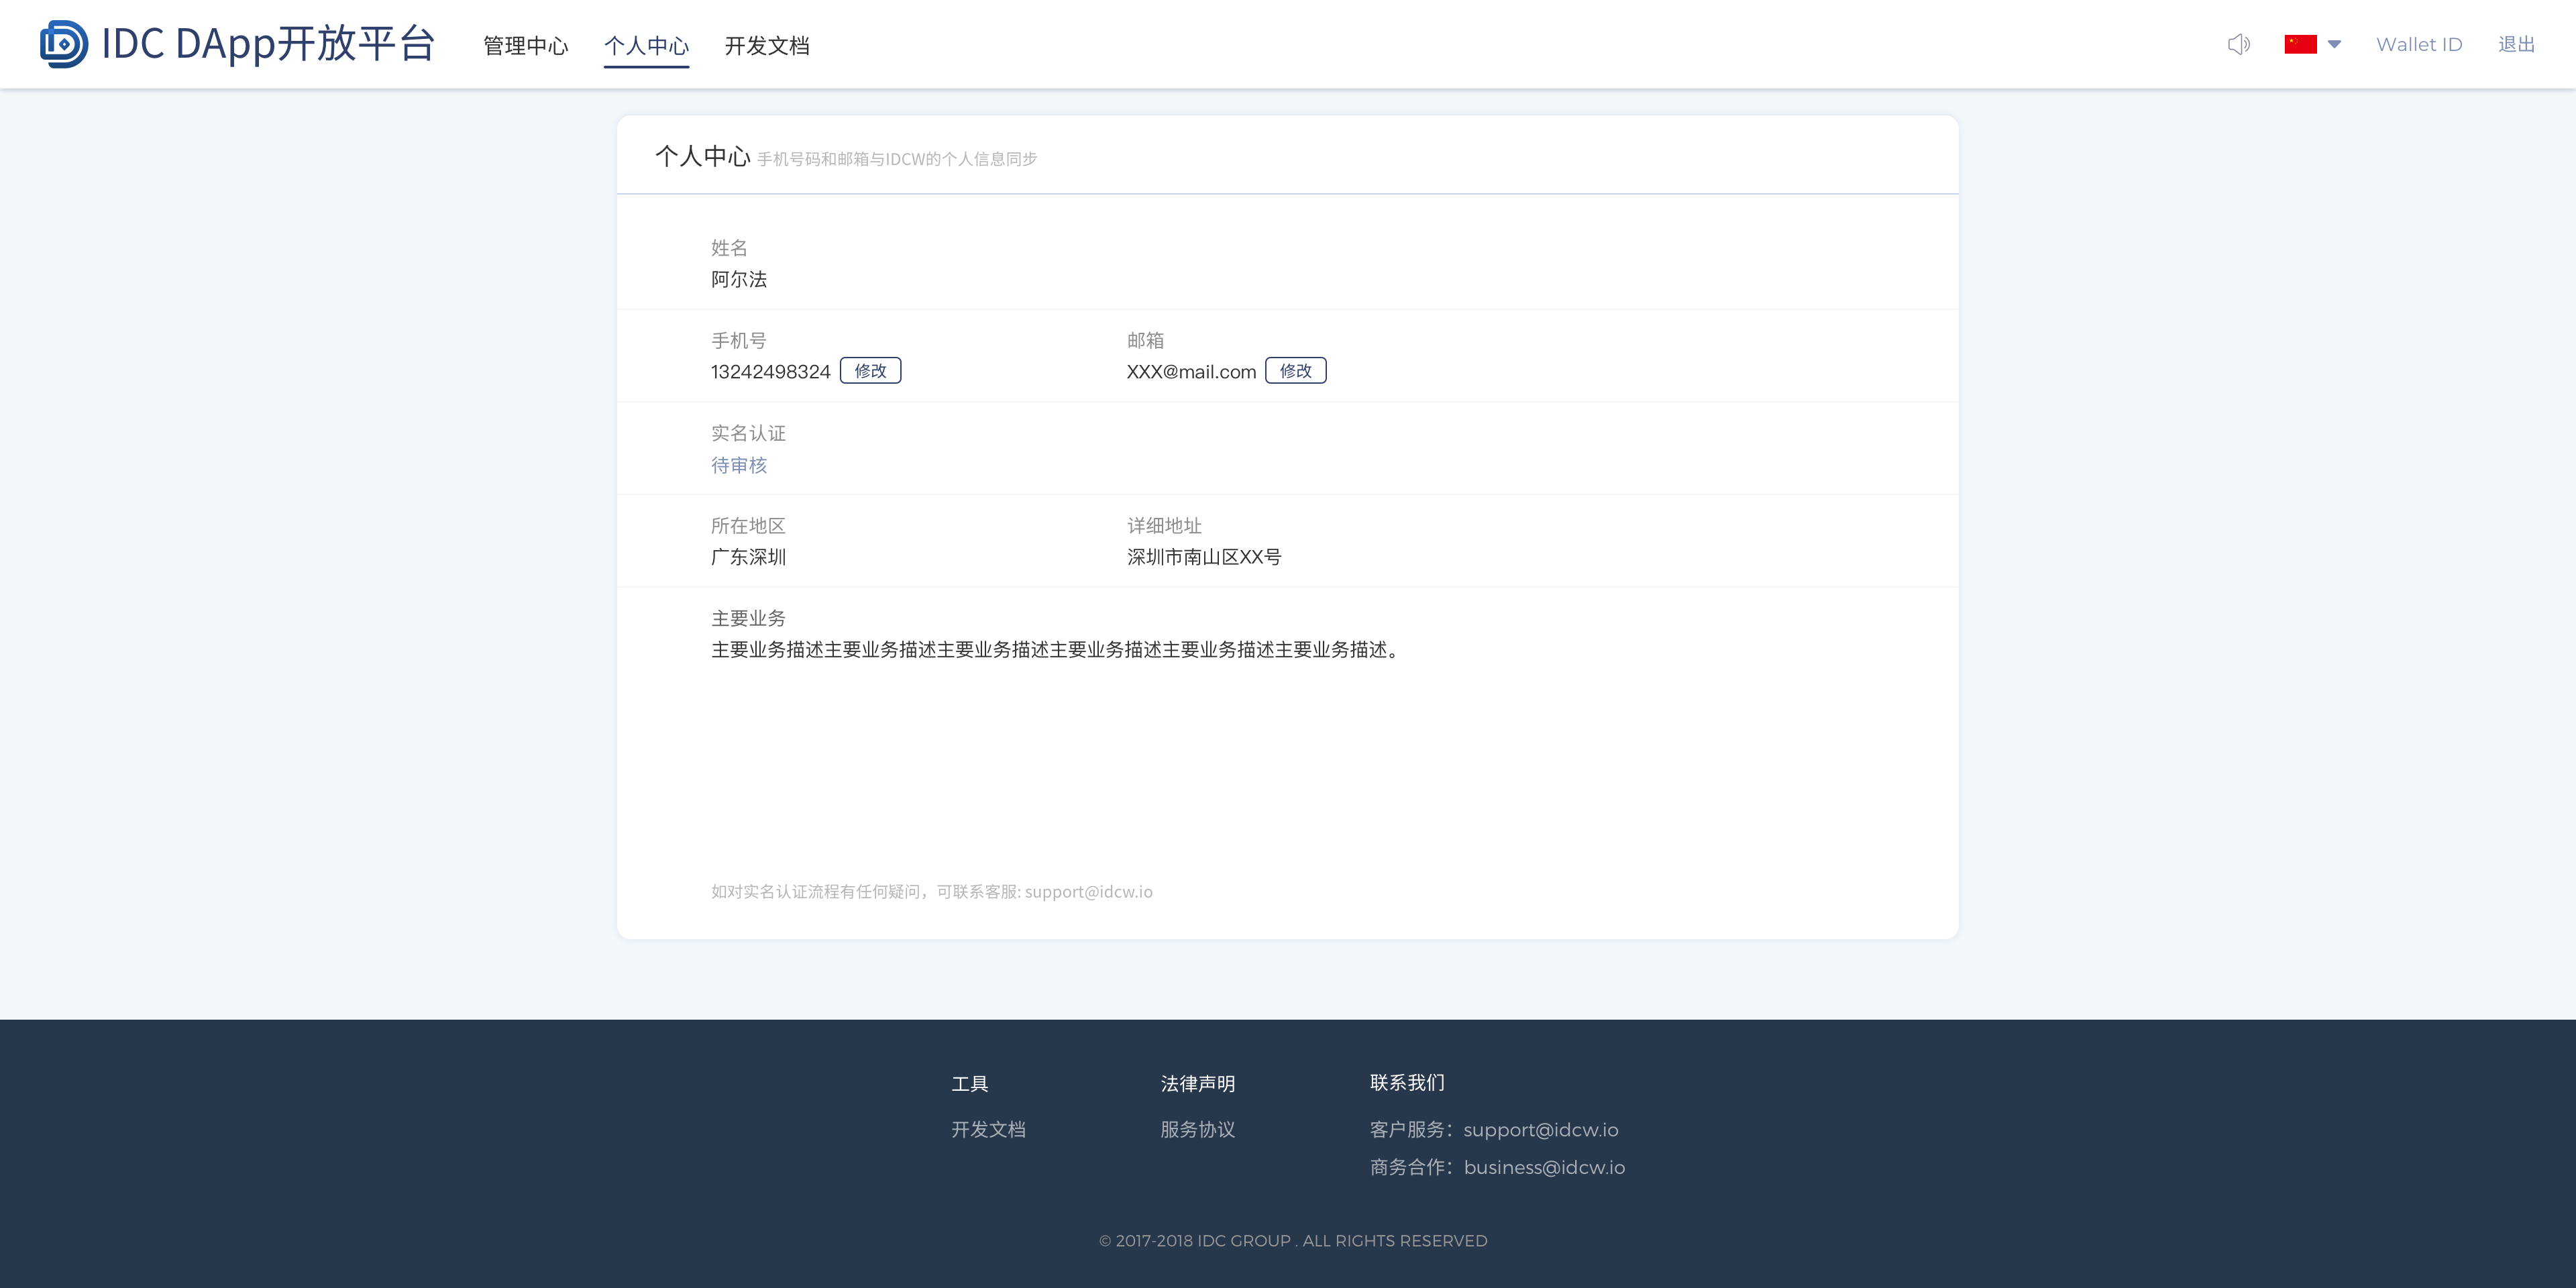 IDC DApp开放平台 管理中心 个人中心 开发文档 Wallet ID 退出
个人中心 手机号码和邮箱与IDCW的个人信息同步
姓名
阿尔法
手机号 邮箱
13242498324 修改 XXX@mail.com 修改
实名认证
待审核
所在地区 详细地址
广东深圳 深圳市南山区XX号
主要业务
主要业务描述主要业务描述主要业务描述主要业务描述主要业务描述主要业务描述。
如对实名认证流程有任何疑问，可联系客服: support@idcw.io
工具 法律声明 联系我们
开发文档 服务协议 客户服务：support@idcw.io
商务合作：business@idcw.io
© 2017-2018 IDC GROUP . ALL RIGHTS RESERVED